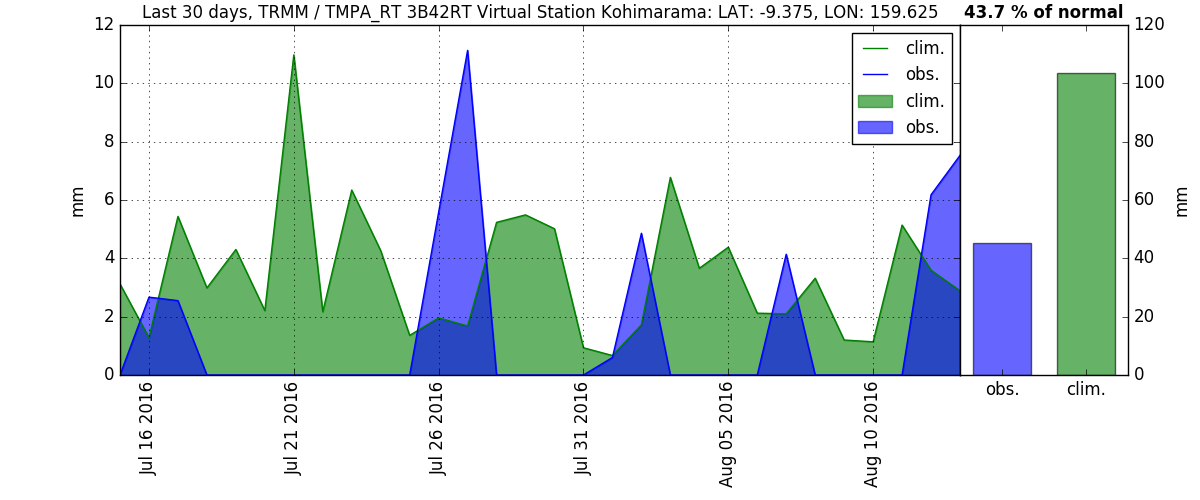 Last 30 days, TRMM / TMPA_RT 3B42RT Virtual Station Kohimarama: LAT: -9.375, LON: 159.625
43.7 % of normal
mm
12
10
8
6
4
2
0
clim.
obs.
clim.
obs.
Jul 16 2016
Jul 21 2016
Jul 26 2016
Jul 31 2016
Aug 05 2016
Aug 10 2016
120
100
80
60
40
20
0
mm
obs.
clim.